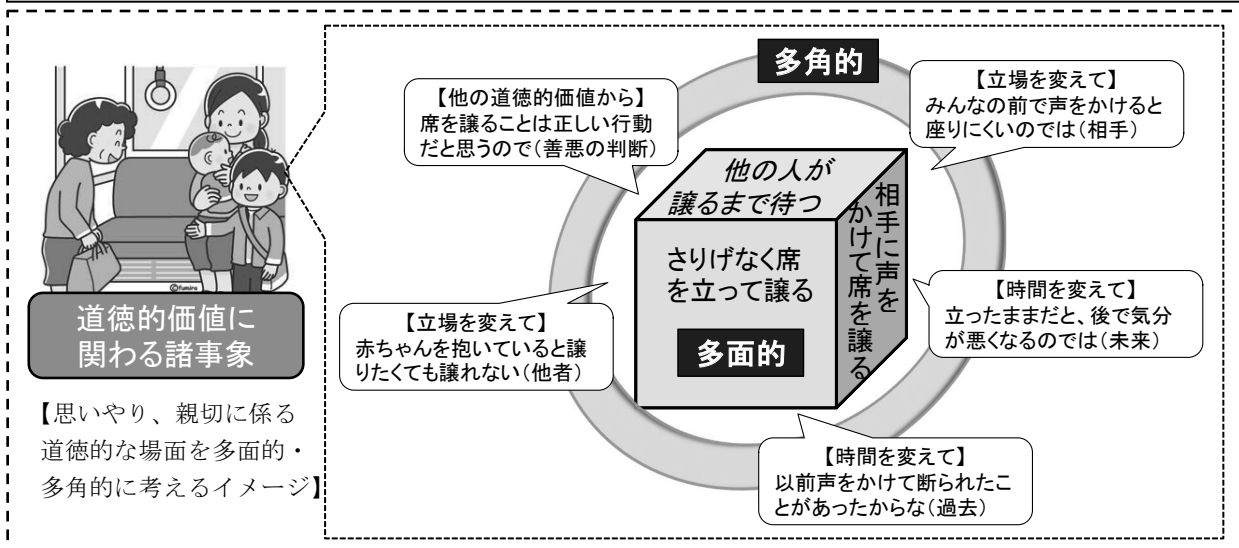 多角的
【他の道徳的価値から】
席を譲ることは正しい行動
だと思うので(善悪の判断)
【立場を変えて】
みんなの前で声をかけると
座りにくいのでは(相手)
他の人が
譲るまで待つ
相手に声を
かけて席を譲る
さりげなく席
を立って譲る
多面的
【立場を変えて】
赤ちゃんを抱いていると譲
りたくても譲れない(他者)
【時間を変えて】
立ったままだと、後で気分
が悪くなるのでは(未来)
【時間を変えて】
以前声をかけて断られたこ
とがあったからな(過去)
©fumira
道徳的価値に
関わる諸事象
【思いやり、親切に係る
道徳的な場面を多面的・
多角的に考えるイメージ】